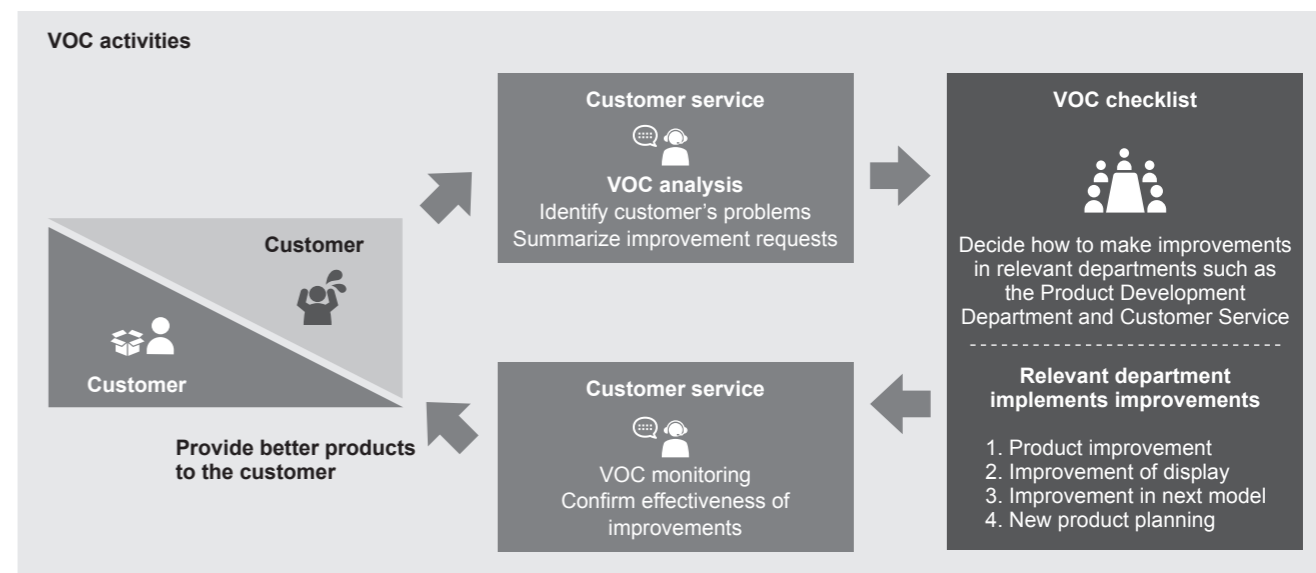 VOC activities
Customer
Customer
Provide better products
to the customer
Customer service
VOC analysis
Identify customer’s problems
Summarize improvement requests
VOC checklist
Decide how to make improvements
in relevant departments such as
the Product Development
Department and Customer Service
Relevant department
implements improvements
1. Product improvement
2. Improvement of display
3. Improvement in next model
4. New product planning
Customer service
VOC monitoring
Confirm effectiveness of
improvements